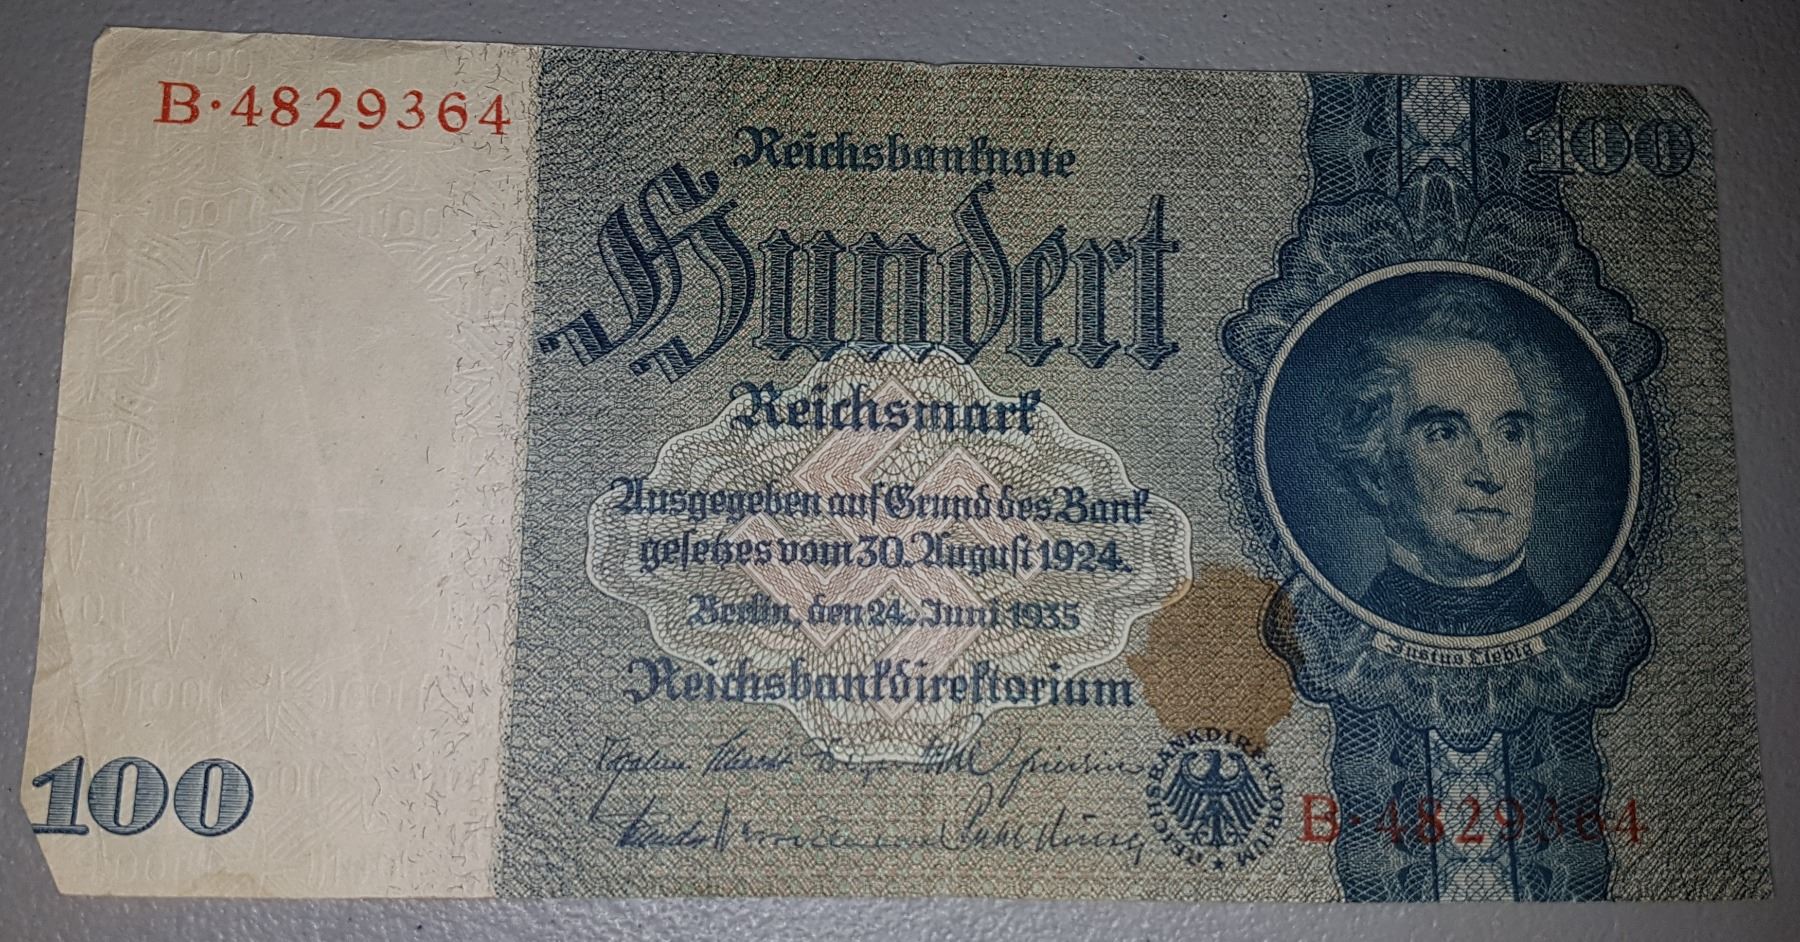 B·4829364
Reichsbanknote
100
Hundert
Reichsmark
Ausgegeben auf Grund des Bank-
gesetzes vom 30. August 1924.
Berlin, den 24. Juni 1935
Reichsbankdirektorium
Justus Liebig
100
REICHSBANKDIREKTORIUM
B·4829364